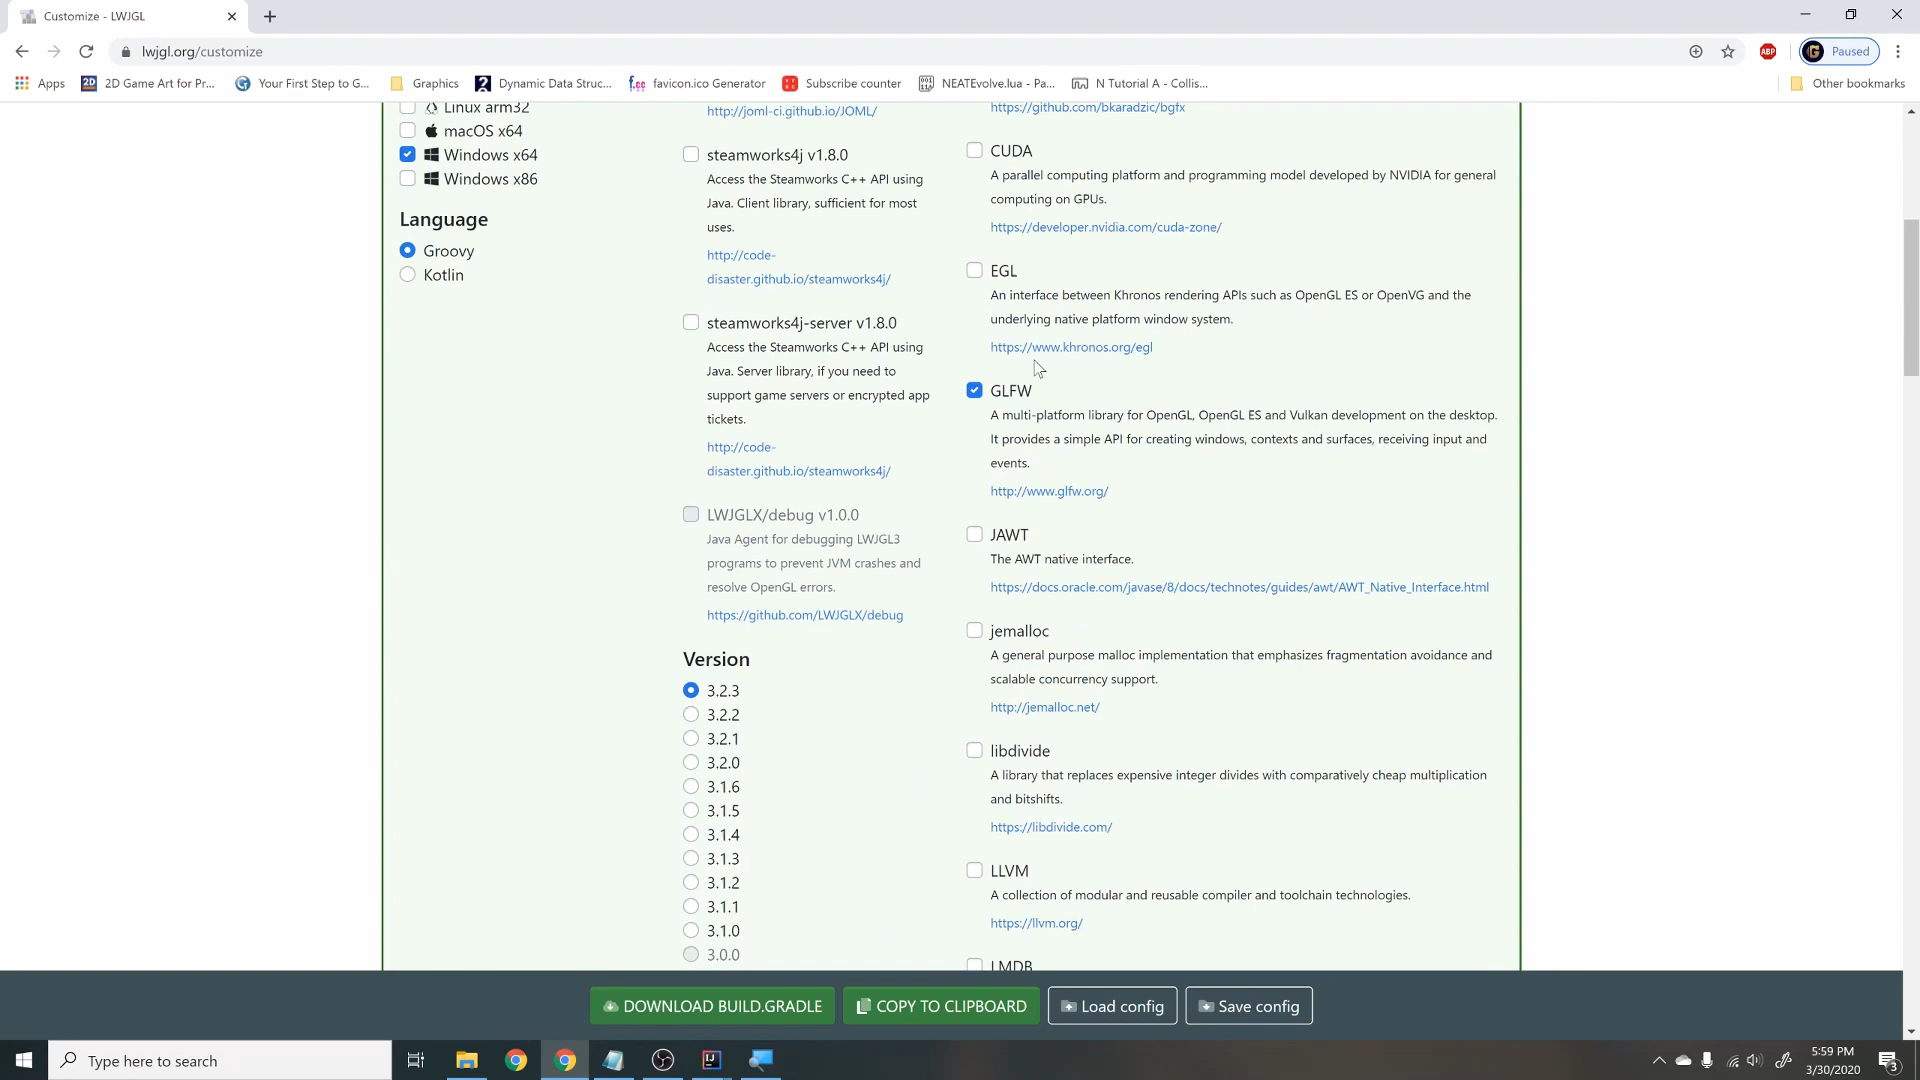 Customize - LWJGL
lwjgl.org/customize
Paused
Apps
2D Game Art for Pr...
Your First Step to G...
Graphics
Dynamic Data Struc...
favicon.ico Generator
Subscribe counter
NEATEvolve.lua - Pa...
N Tutorial A - Collis...
Other bookmarks
Linux arm32
macOS x64
Windows x64
Windows x86
Language
Groovy
Kotlin
http://joml-ci.github.io/JOML/
steamworks4j v1.8.0
Access the Steamworks C++ API using
Java. Client library, sufficient for most
uses.
http://code-
disaster.github.io/steamworks4j/
steamworks4j-server v1.8.0
Access the Steamworks C++ API using
Java. Server library, if you need to
support game servers or encrypted app
tickets.
http://code-
disaster.github.io/steamworks4j/
LWJGLX/debug v1.0.0
Java Agent for debugging LWJGL3
programs to prevent JVM crashes and
resolve OpenGL errors.
https://github.com/LWJGLX/debug
Version
3.2.3
3.2.2
3.2.1
3.2.0
3.1.6
3.1.5
3.1.4
3.1.3
3.1.2
3.1.1
3.1.0
3.0.0
https://github.com/bkaradzic/bgfx
CUDA
A parallel computing platform and programming model developed by NVIDIA for general
computing on GPUs.
https://developer.nvidia.com/cuda-zone/
EGL
An interface between Khronos rendering APIs such as OpenGL ES or OpenVG and the
underlying native platform window system.
https://www.khronos.org/egl
GLFW
A multi-platform library for OpenGL, OpenGL ES and Vulkan development on the desktop.
It provides a simple API for creating windows, contexts and surfaces, receiving input and
events.
http://www.glfw.org/
JAWT
The AWT native interface.
https://docs.oracle.com/javase/8/docs/technotes/guides/awt/AWT_Native_Interface.html
jemalloc
A general purpose malloc implementation that emphasizes fragmentation avoidance and
scalable concurrency support.
http://jemalloc.net/
libdivide
A library that replaces expensive integer divides with comparatively cheap multiplication
and bitshifts.
https://libdivide.com/
LLVM
A collection of modular and reusable compiler and toolchain technologies.
https://llvm.org/
LMDB
DOWNLOAD BUILD.GRADLE
COPY TO CLIPBOARD
Load config
Save config
Type here to search
5:59 PM
3/30/2020
3